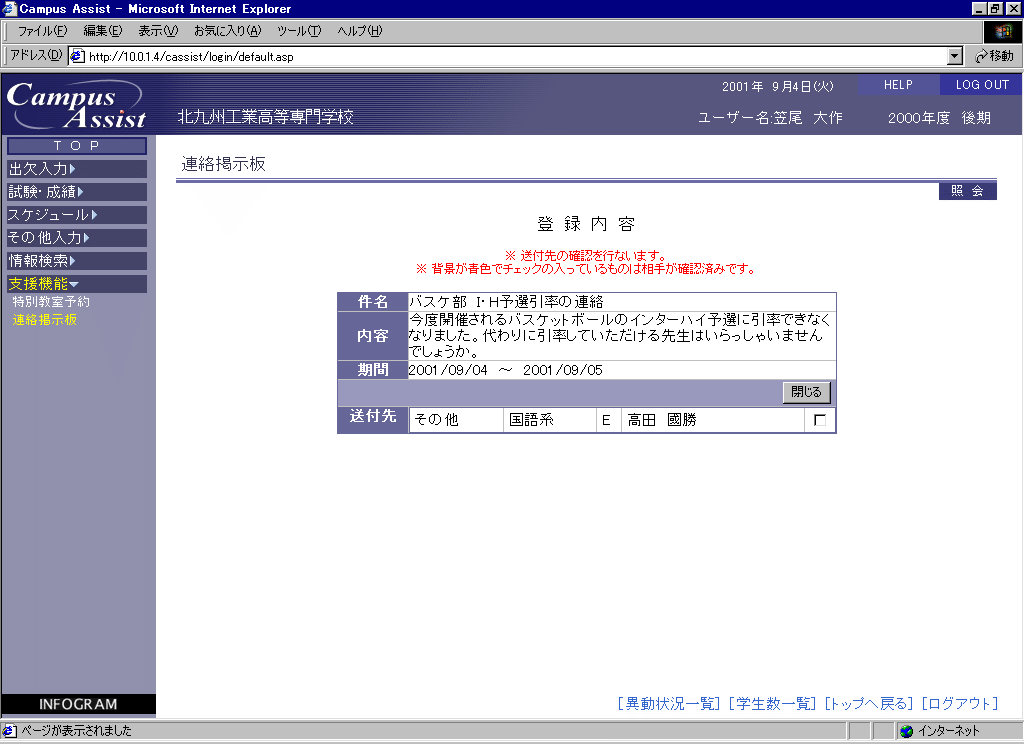 Campus Assist - Microsoft Internet Explorer
ファイル(F) 編集(E) 表示(V) お気に入り(A) ツール(T) ヘルプ(H)
アドレス(D) http://10.0.1.4/cassist/login/default.asp 移動
Campus Assist
北九州工業高等専門学校
2001年 9月4日(火) HELP LOG OUT
ユーザー名:笠尾 大作 2000年度 後期
TOP
出欠入力
試験・成績
スケジュール
その他入力
情報検索
支援機能
特別教室予約
連絡掲示板
INFOGRAM
連絡掲示板
照 会
登 録 内 容
※ 送付先の確認を行ないます。
※ 背景が青色でチェックの入っているものは相手が確認済みです。
件名 バスケ部 I・H予選引率の連絡
内容 今度開催されるバスケットボールのインターハイ予選に引率できなく
なりました。代わりに引率していただける先生はいらっしゃいません
でしょうか。
期間 2001/09/04 ～ 2001/09/05
閉じる
送付先 その他 国語系 E 高田 國勝
[異動状況一覧] [学生数一覧] [トップへ戻る] [ログアウト]
ページが表示されました インターネット